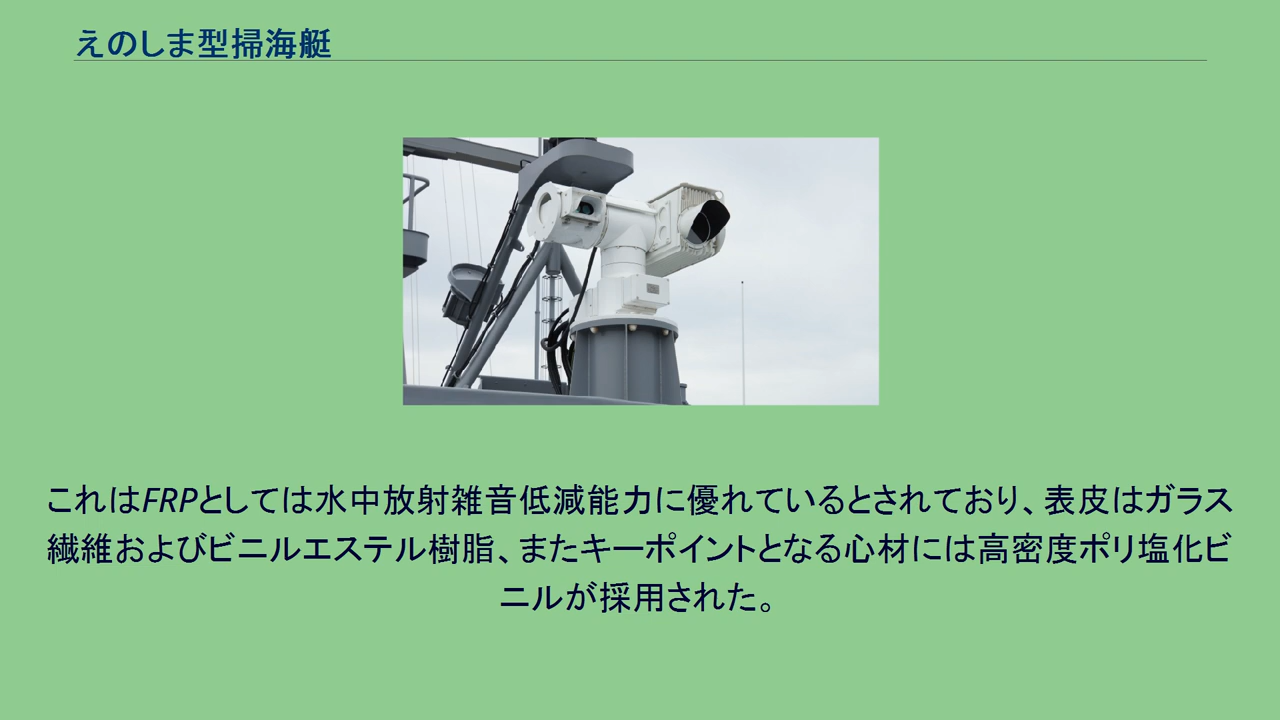 えのしま型掃海艇
これはFRPとしては水中放射雑音低減能力に優れているとされており、表皮はガラス
繊維およびビニルエステル樹脂、またキーポイントとなる心材には高密度ポリ塩化ビ
ニルが採用された。